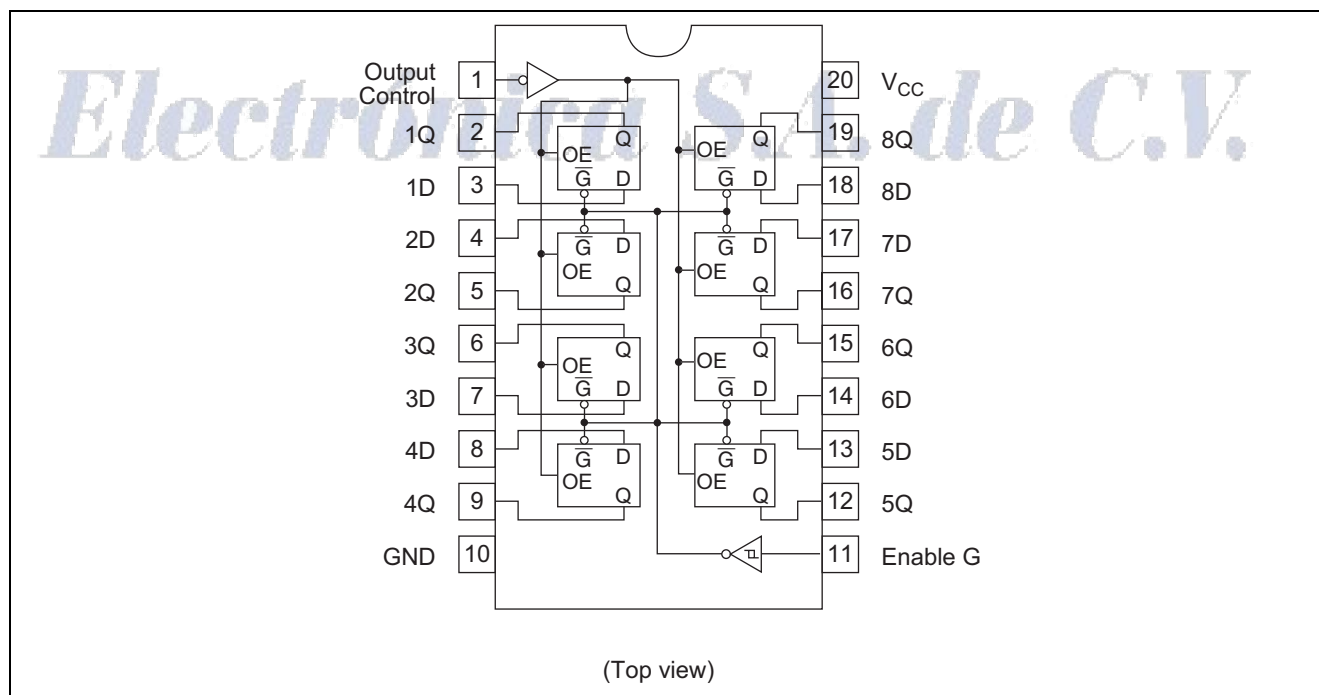 Electrónica S.A. de C.V.
Output Control 1 20 VCC
1Q 2 19 8Q
1D 3 18 8D
2D 4 17 7D
2Q 5 16 7Q
3Q 6 15 6Q
3D 7 14 6D
4D 8 13 5D
4Q 9 12 5Q
GND 10 11 Enable G
Q Q
OE OE
G̅ D G̅ D
G̅ D G̅ D
OE OE
Q Q
Q Q
OE OE
G̅ D G̅ D
G̅ D G̅ D
OE OE
Q Q
(Top view)